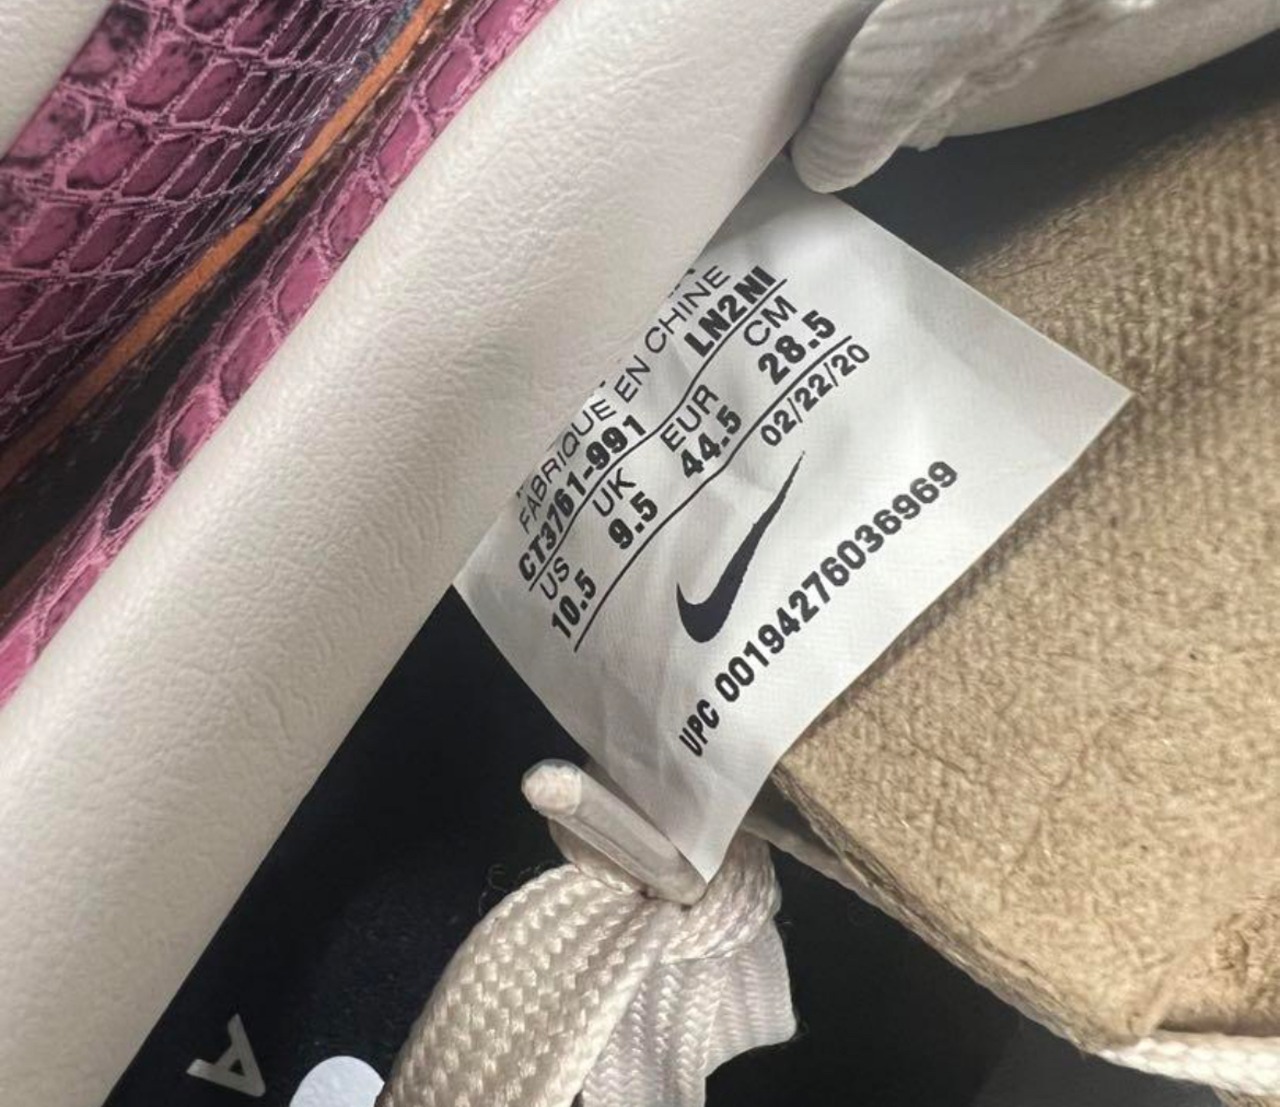 FABRIQUE EN CHINE
CT3761-991 LN2NI
US UK EUR CM
10.5 9.5 44.5 28.5
02/22/20
UPC 00194276036969
A